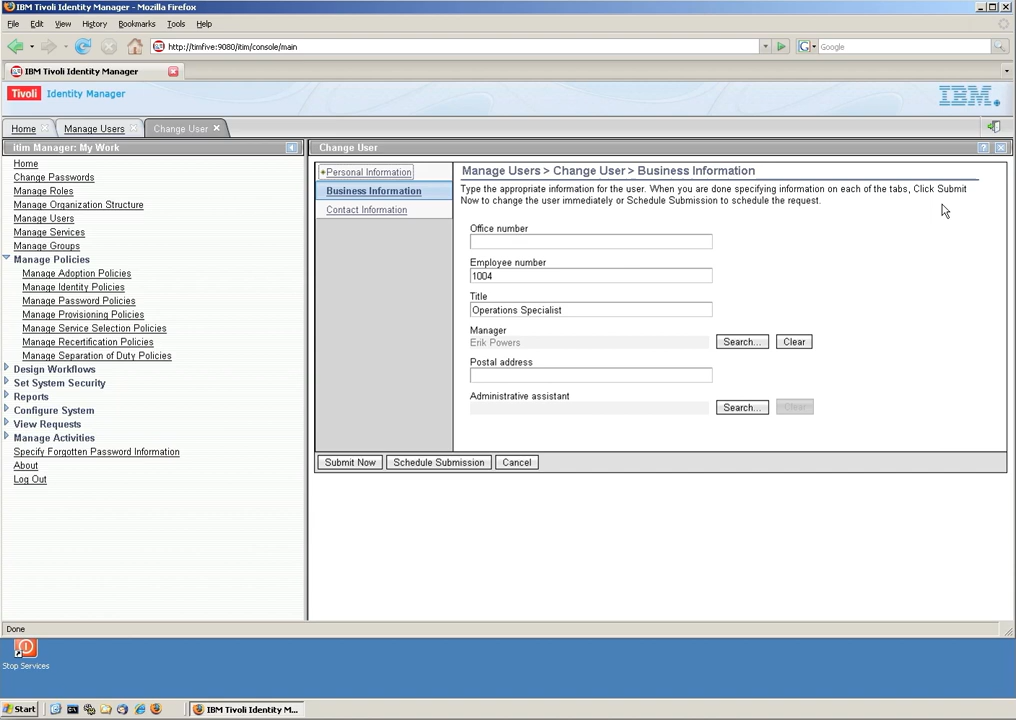 IBM Tivoli Identity Manager - Mozilla Firefox
File Edit View History Bookmarks Tools Help
http://timfive:9080/itim/console/main
Google
IBM Tivoli Identity Manager
Tivoli Identity Manager
IBM
Home Manage Users Change User
itim Manager: My Work
Home
Change Passwords
Manage Roles
Manage Organization Structure
Manage Users
Manage Services
Manage Groups
Manage Policies
Manage Adoption Policies
Manage Identity Policies
Manage Password Policies
Manage Provisioning Policies
Manage Service Selection Policies
Manage Recertification Policies
Manage Separation of Duty Policies
Design Workflows
Set System Security
Reports
Configure System
View Requests
Manage Activities
Specify Forgotten Password Information
About
Log Out
Change User
Personal Information
Business Information
Contact Information
Manage Users > Change User > Business Information
Type the appropriate information for the user. When you are done specifying information on each of the tabs, Click Submit
Now to change the user immediately or Schedule Submission to schedule the request.
Office number
Employee number
1004
Title
Operations Specialist
Manager
Erik Powers Search... Clear
Postal address
Administrative assistant
Search... Clear
Submit Now Schedule Submission Cancel
Done
Stop Services
Start IBM Tivoli Identity M...